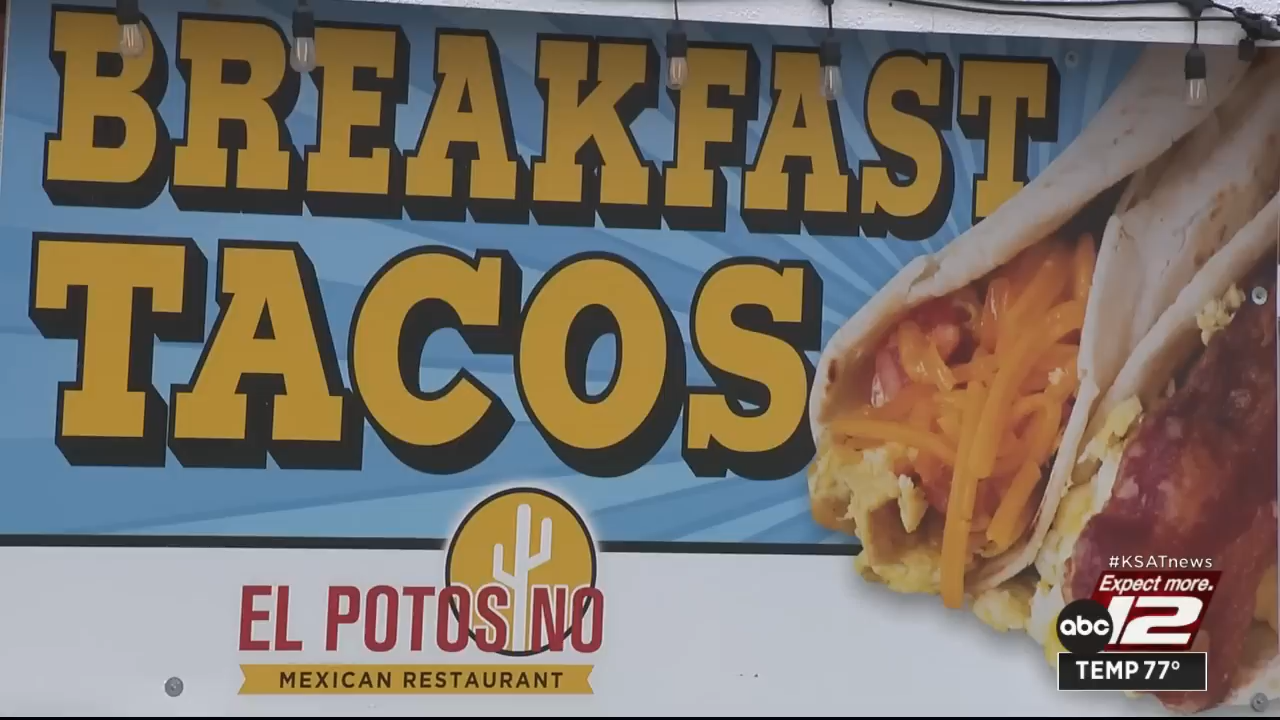 BREAKFAST
TACOS
EL POTOSINO
MEXICAN RESTAURANT
#KSATnews
Expect more.
abc 12
TEMP 77°